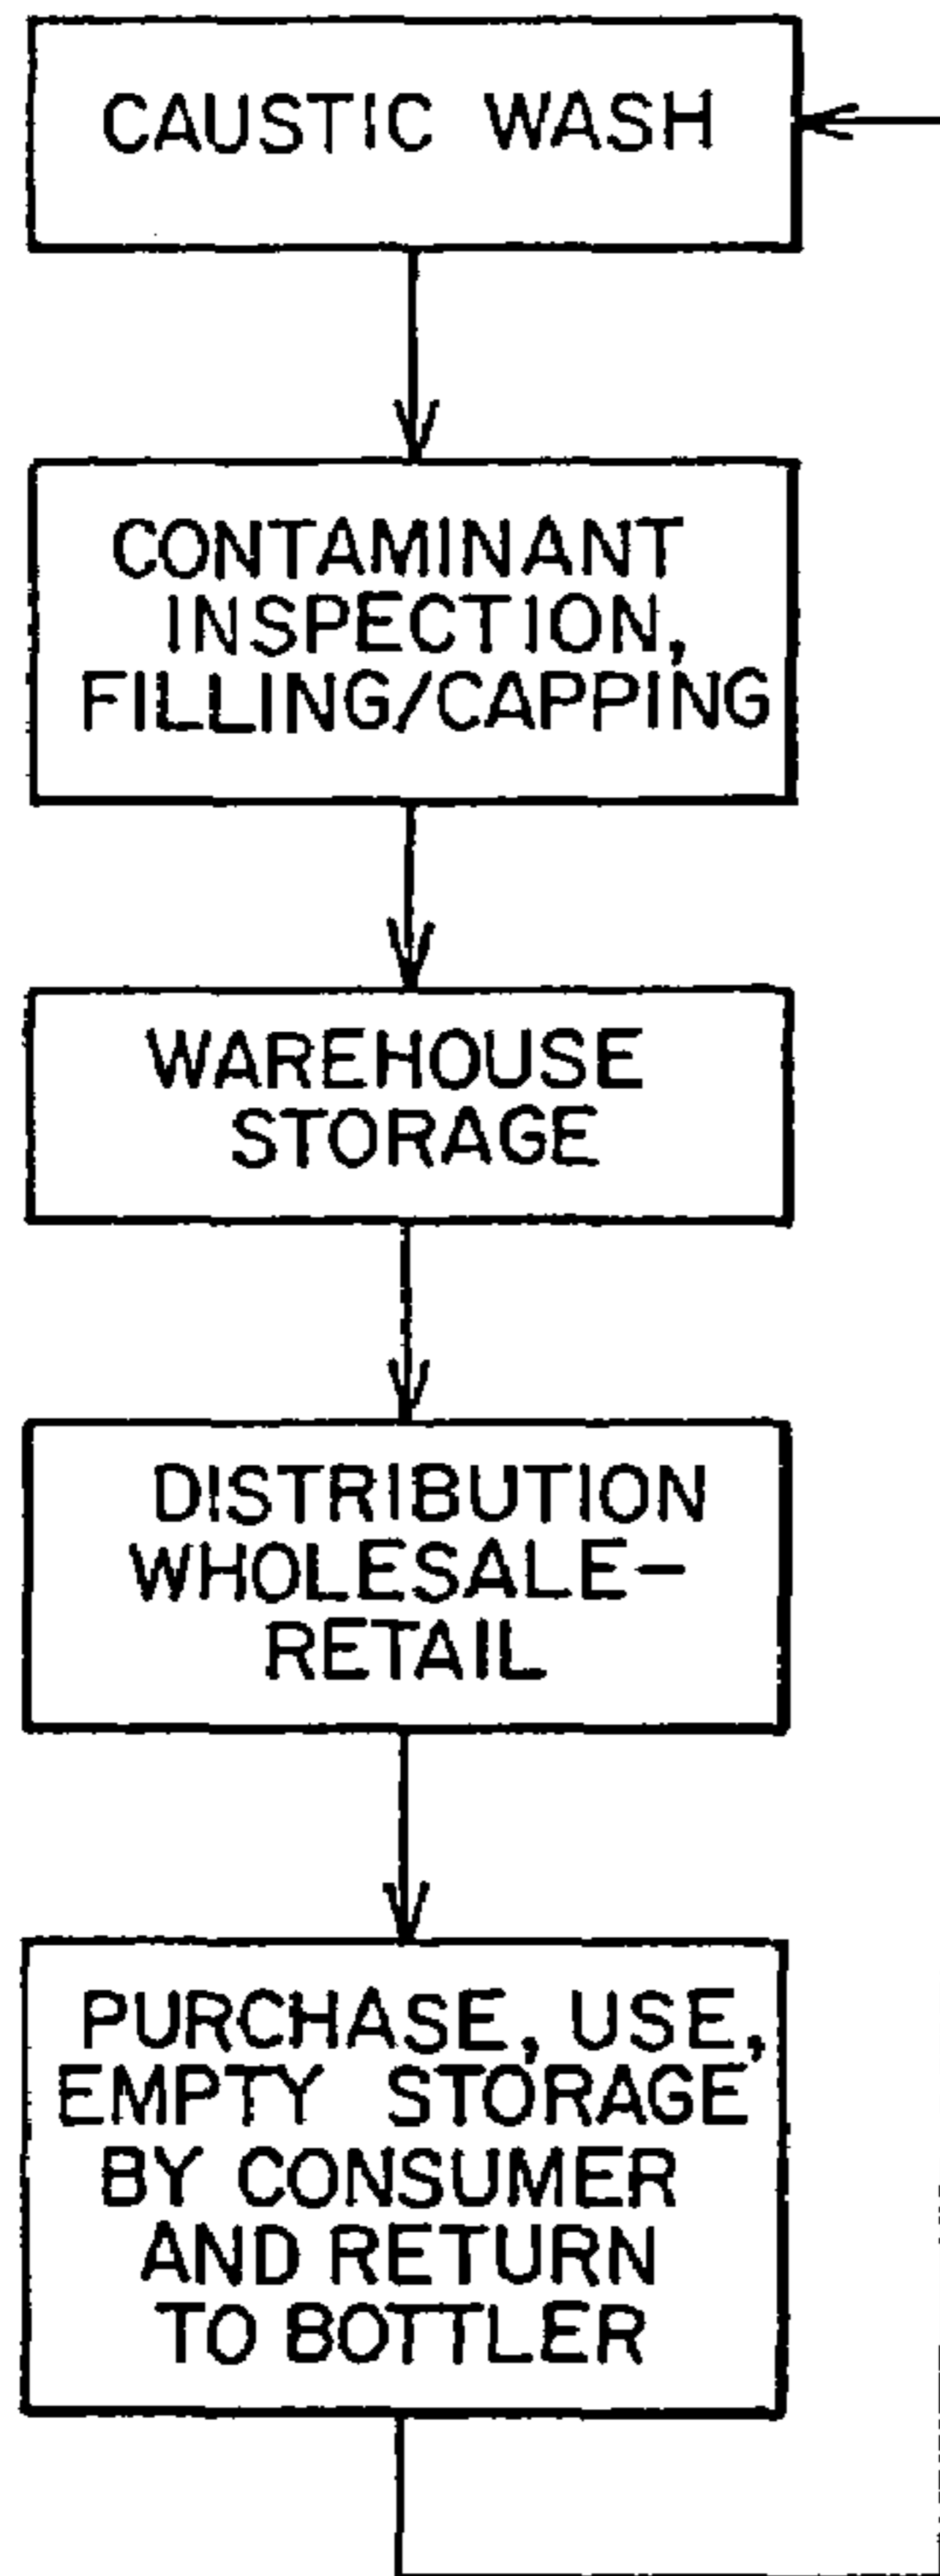 CAUSTIC WASH
CONTAMINANT
INSPECTION,
FILLING/CAPPING
WAREHOUSE
STORAGE
DISTRIBUTION
WHOLESALE-
RETAIL
PURCHASE, USE,
EMPTY STORAGE
BY CONSUMER
AND RETURN
TO BOTTLER